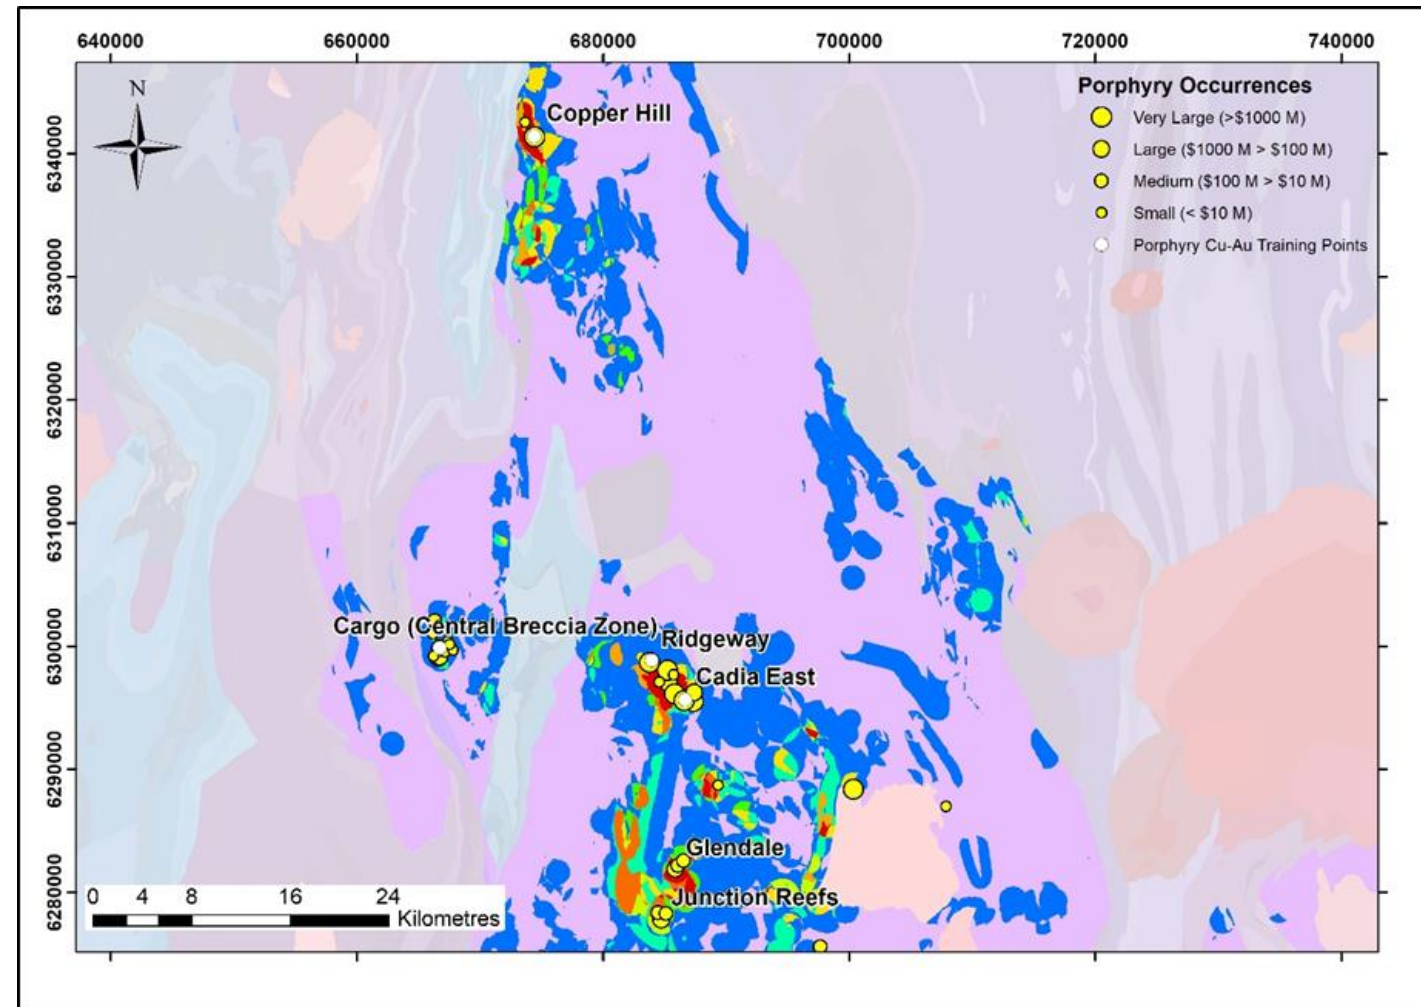 640000 660000 680000 700000 720000 740000
N
Porphyry Occurrences
Very Large (>$1000 M)
Large ($1000 M > $100 M)
Medium ($100 M > $10 M)
Small (< $10 M)
Porphyry Cu-Au Training Points
6340000
6330000
6320000
6310000
6300000
6290000
6280000
Copper Hill
Cargo (Central Breccia Zone)
Ridgeway
Cadia East
Glendale
Junction Reefs
0 4 8 16 24
Kilometres